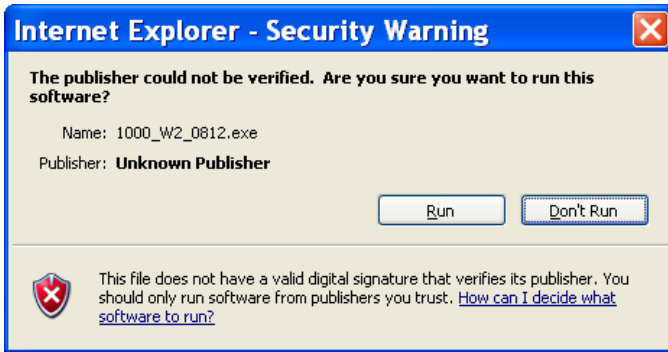 Internet Explorer - Security Warning
The publisher could not be verified.  Are you sure you want to run this
software?
Name: 1000_W2_0812.exe
Publisher: Unknown Publisher
Run
Don't Run
This file does not have a valid digital signature that verifies its publisher. You
should only run software from publishers you trust. How can I decide what
software to run?